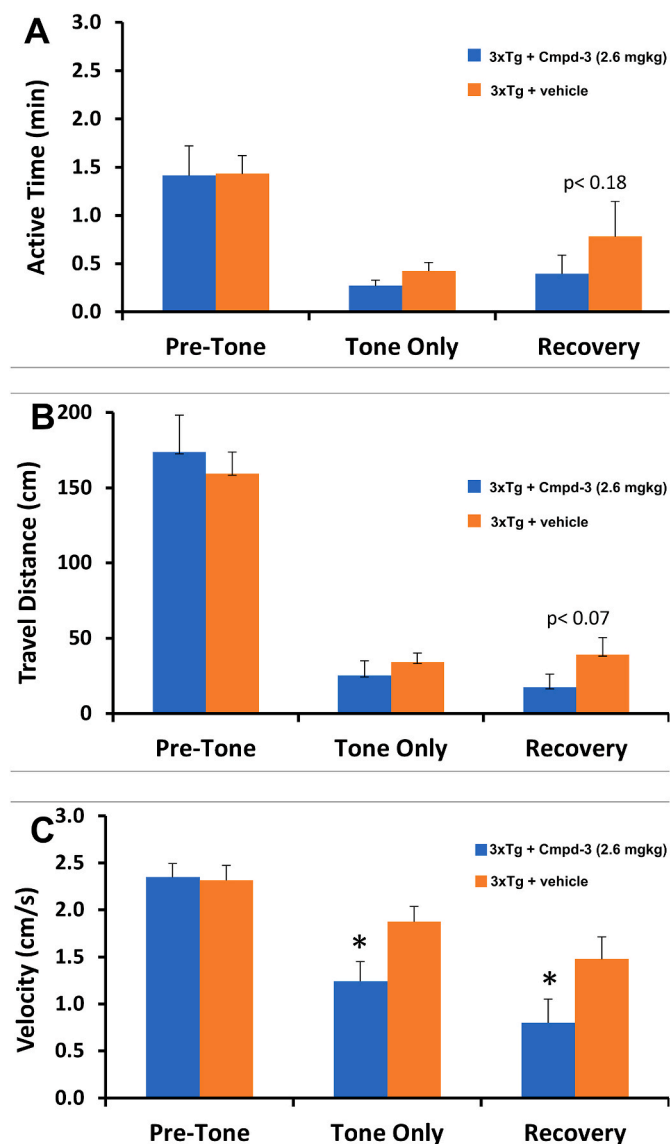 A
3.0
2.5
2.0
1.5
1.0
0.5
0.0
Active Time (min)
3xTg + Cmpd-3 (2.6 mgkg)
3xTg + vehicle
p< 0.18
Pre-Tone Tone Only Recovery
B
200
150
100
50
0
Travel Distance (cm)
3xTg + Cmpd-3 (2.6 mgkg)
3xTg + vehicle
p< 0.07
Pre-Tone Tone Only Recovery
C
3.0
2.5
2.0
1.5
1.0
0.5
0.0
Velocity (cm/s)
3xTg + Cmpd-3 (2.6 mgkg)
3xTg + vehicle
*
*
Pre-Tone Tone Only Recovery